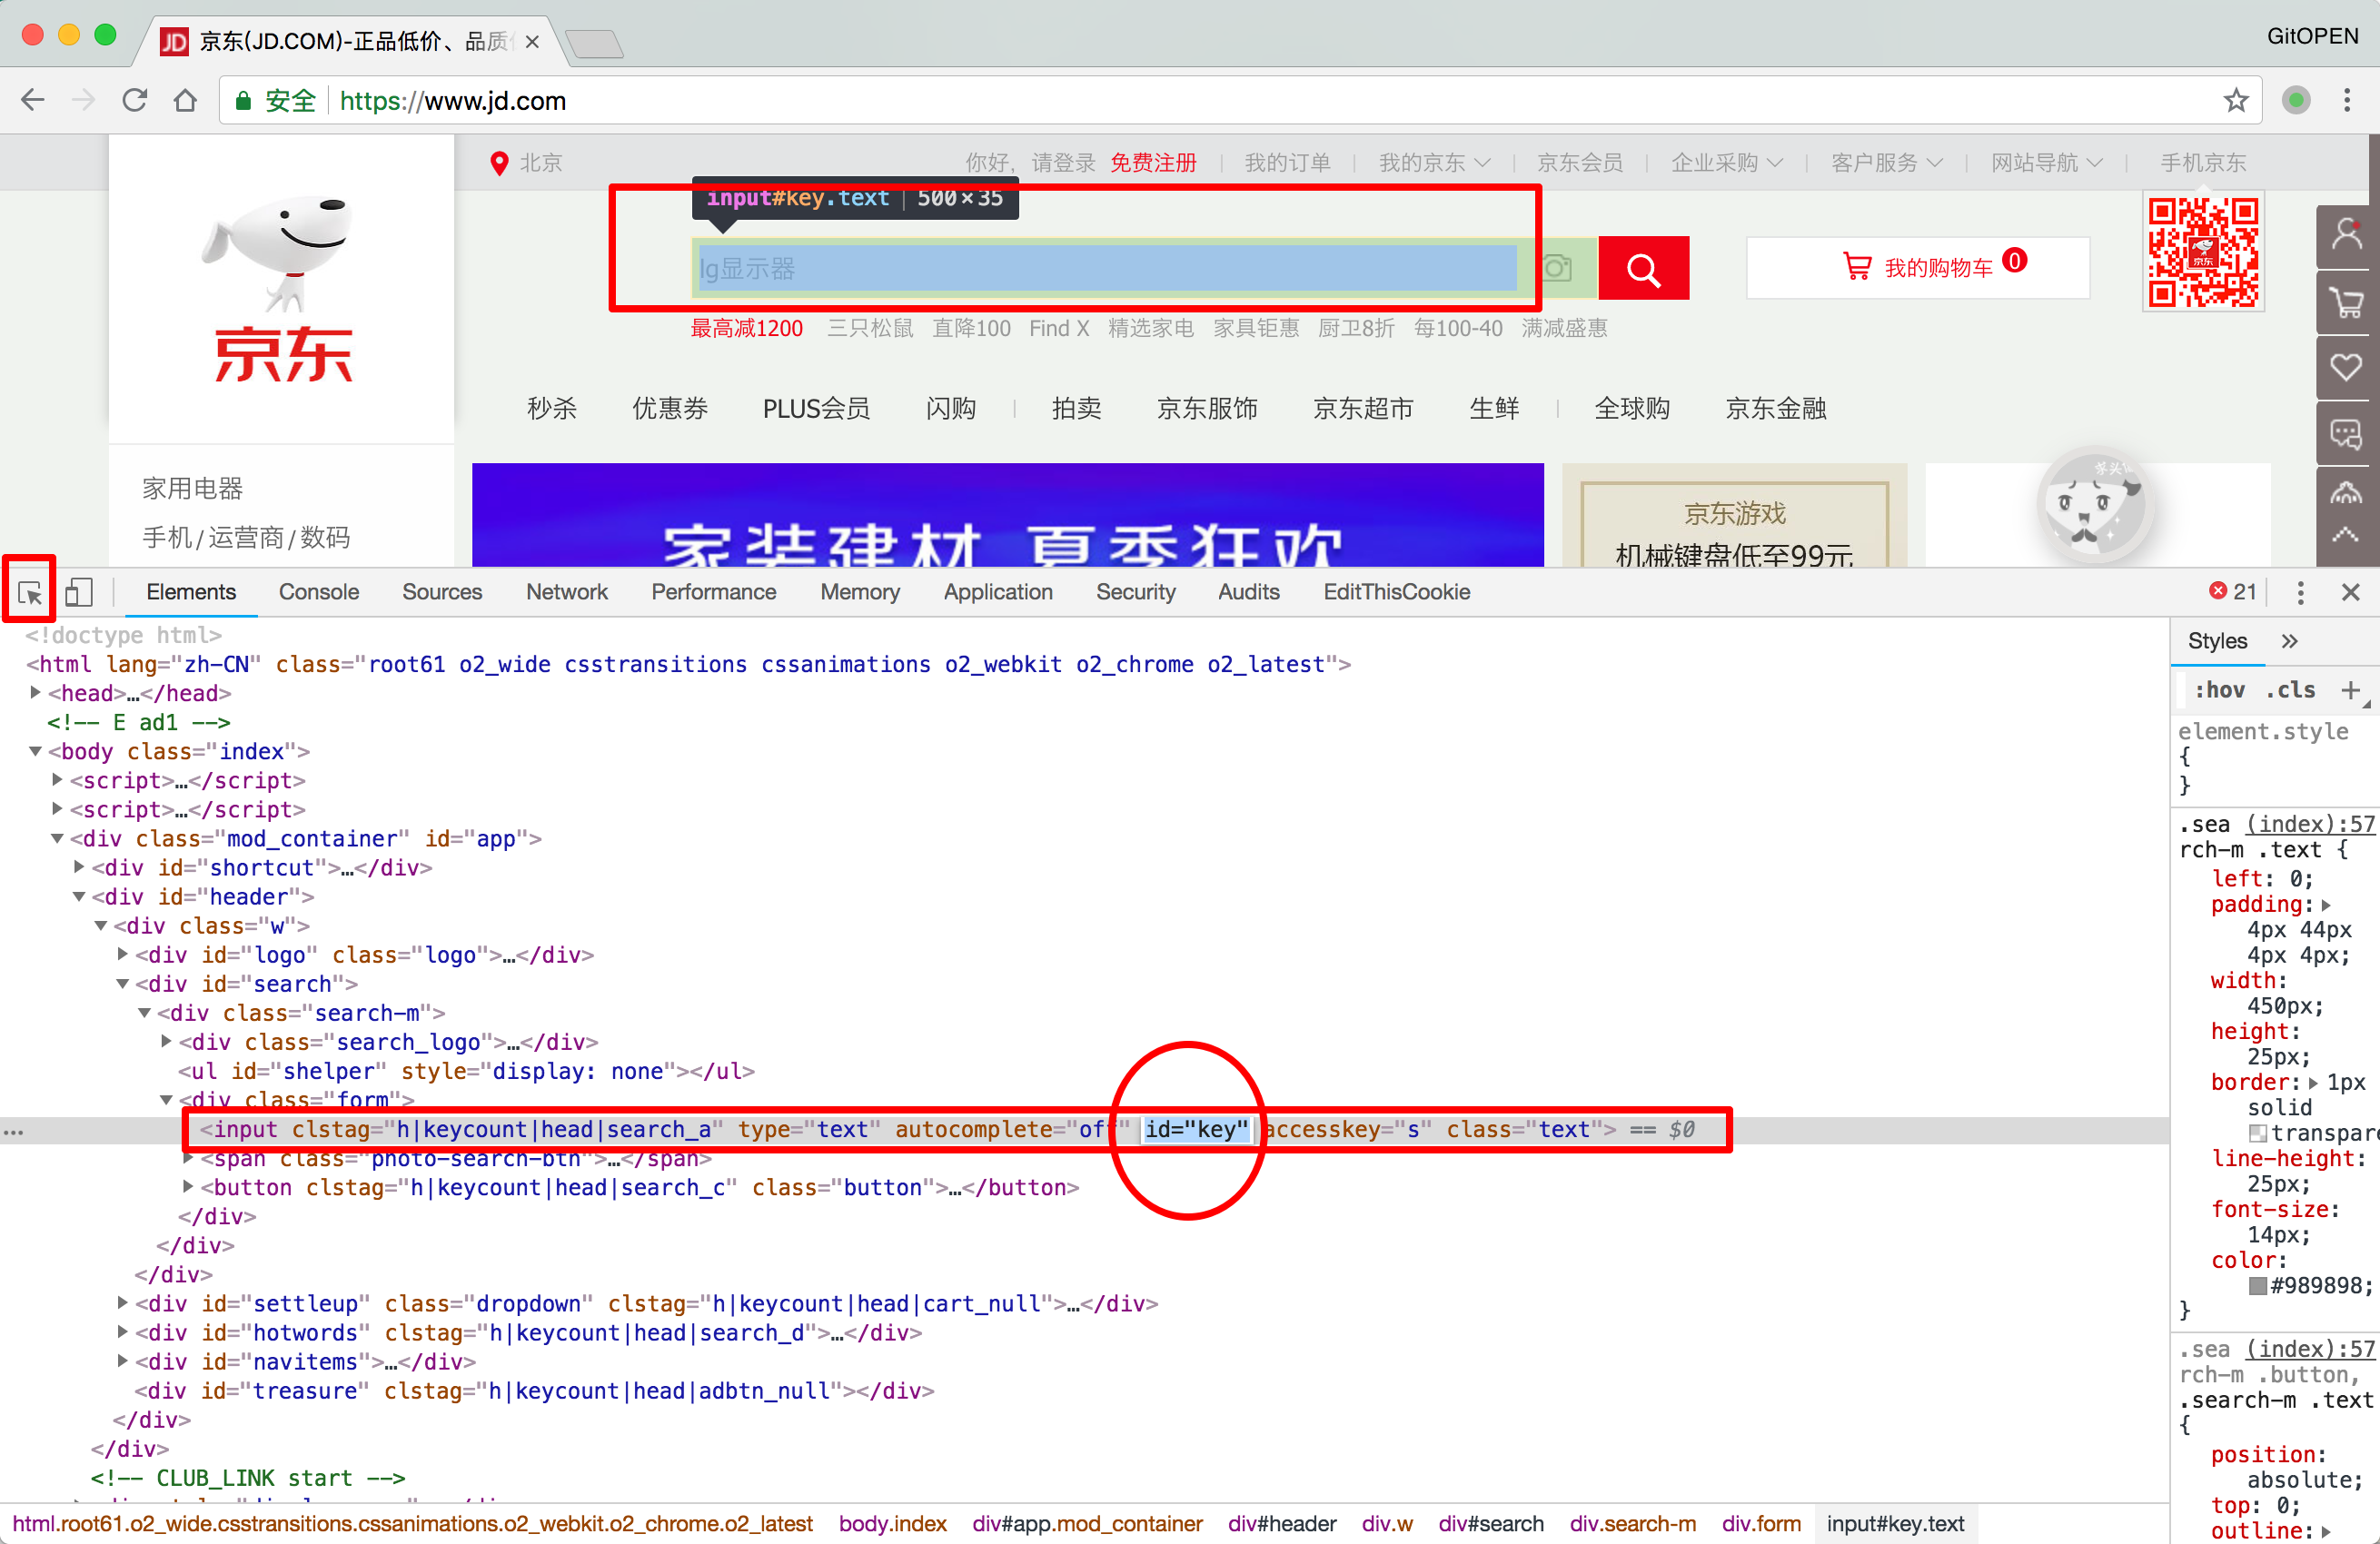 京东(JD.COM)-正品低价、品质
GitOPEN
安全 https://www.jd.com
北京 你好, 请登录 免费注册 我的订单 我的京东 京东会员 企业采购 客户服务 网站导航 手机京东
input#key.text | 500×35
lg显示器
我的购物车 0
京东
最高减1200 三只松鼠 直降100 Find X 精选家电 家具钜惠 厨卫8折 每100-40 满减盛惠
京东
秒杀 优惠券 PLUS会员 闪购 拍卖 京东服饰 京东超市 生鲜 全球购 京东金融
家用电器
手机/运营商/数码
家装建材 夏季狂欢
京东游戏
机械键盘低至99元
Elements Console Sources Network Performance Memory Application Security Audits EditThisCookie 21
<!doctype html>
<html lang="zh-CN" class="root61 o2_wide csstransitions cssanimations o2_webkit o2_chrome o2_latest">
<head>…</head>
<!-- E ad1 -->
<body class="index">
<script>…</script>
<script>…</script>
<div class="mod_container" id="app">
<div id="shortcut">…</div>
<div id="header">
<div class="w">
<div id="logo" class="logo">…</div>
<div id="search">
<div class="search-m">
<div class="search_logo">…</div>
<ul id="shelper" style="display: none"></ul>
<div class="form">
<input clstag="h|keycount|head|search_a" type="text" autocomplete="off" id="key" accesskey="s" class="text"> == $0
<span class="photo-search-btn">…</span>
<button clstag="h|keycount|head|search_c" class="button">…</button>
</div>
</div>
</div>
<div id="settleup" class="dropdown" clstag="h|keycount|head|cart_null">…</div>
<div id="hotwords" clstag="h|keycount|head|search_d">…</div>
<div id="navitems">…</div>
<div id="treasure" clstag="h|keycount|head|adbtn_null"></div>
</div>
</div>
<!-- CLUB_LINK start -->
html.root61.o2_wide.csstransitions.cssanimations.o2_webkit.o2_chrome.o2_latest body.index div#app.mod_container div#header div.w div#search div.search-m div.form input#key.text
Styles »
:hov .cls +
element.style
{
}
.sea (index):57
rch-m .text {
left: 0;
padding:
4px 44px
4px 4px;
width:
450px;
height:
25px;
border: 1px
solid
transpare
line-height:
25px;
font-size:
14px;
color:
#989898;
}
.sea (index):57
rch-m .button,
.search-m .text
{
position:
absolute;
top: 0;
outline: